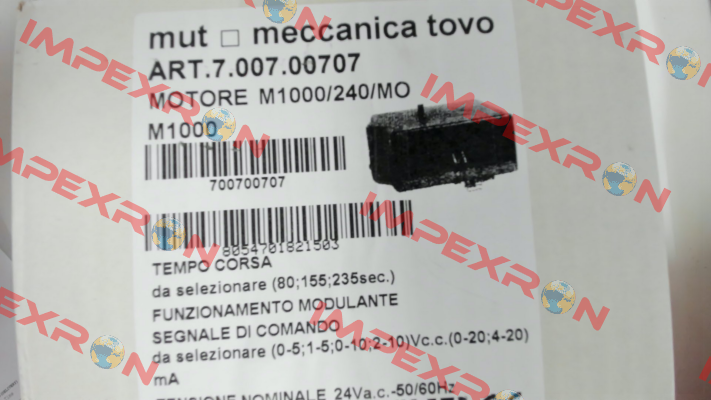 mut □ meccanica tovo
ART.7.007.00707
MOTORE M1000/240/MO
M1000
700700707
8054701821503
TEMPO CORSA
da selezionare (80;155;235sec.)
FUNZIONAMENTO MODULANTE
SEGNALE DI COMANDO
da selezionare (0-5;1-5;0-10;2-10)Vc.c.(0-20;4-20)
mA
TENSIONE NOMINALE 24Va.c.-50/60Hz
IMPEXRON
IMPEXRON
IMPEXRON
IMPEXRON
IMPEXRON
IMPEXRON